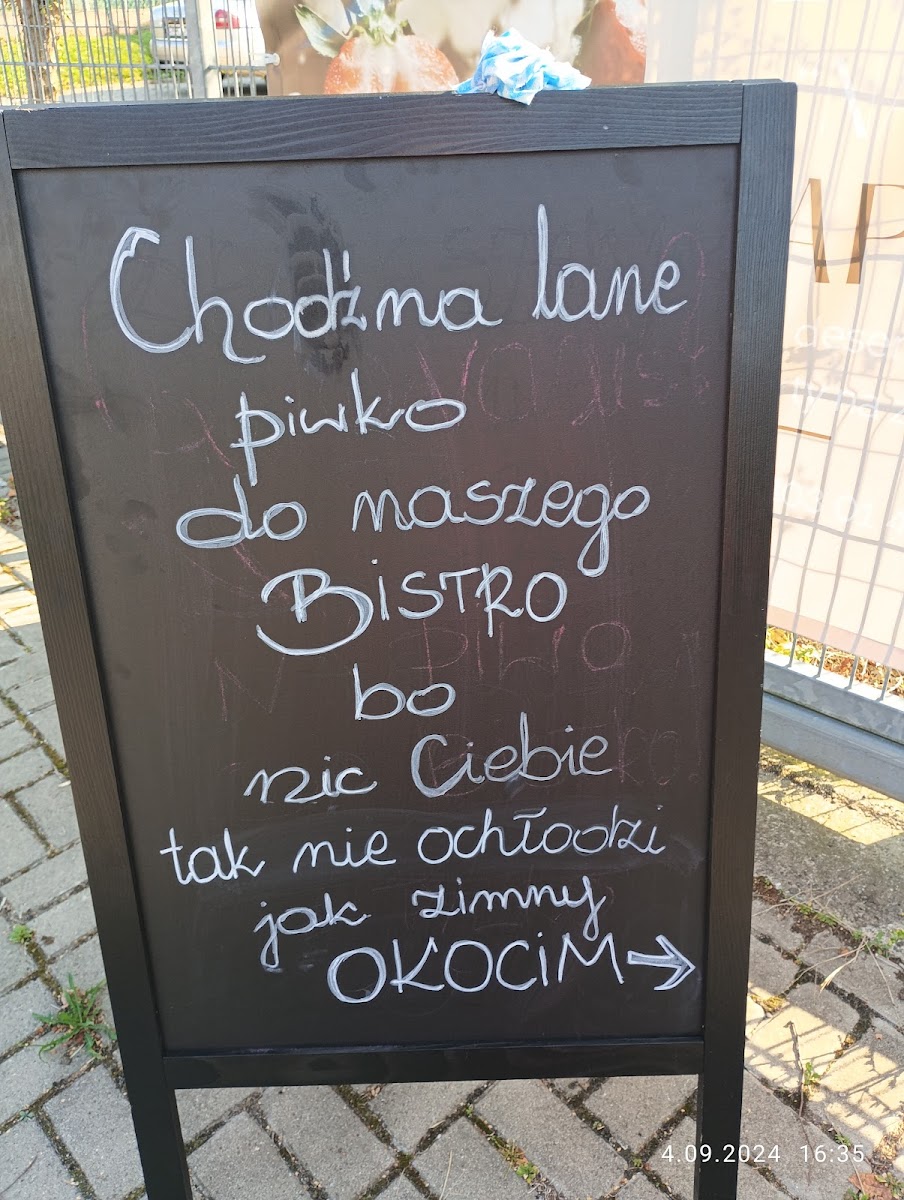 Chodź na lane
piwko
do naszego
BISTRO
bo
nic Ciebie
tak nie ochłodzi
jak zimny
OKOCiM →
AP
4.09.2024 16:35